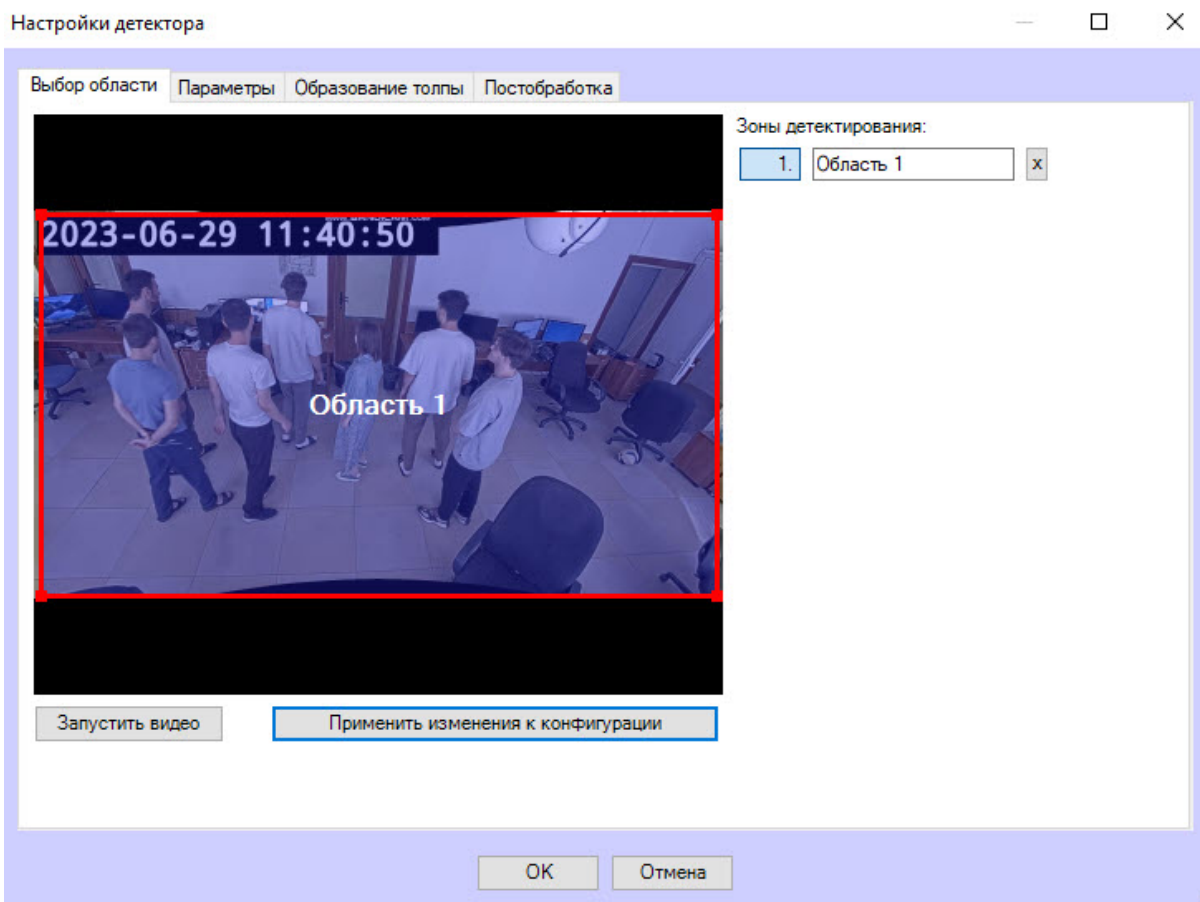 Настройки детектора
Выбор области
Параметры
Образование толпы
Постобработка
Зоны детектирования:
1.
Область 1
x
2023-06-29 11:40:50
Область 1
Запустить видео
Применить изменения к конфигурации
OK
Отмена